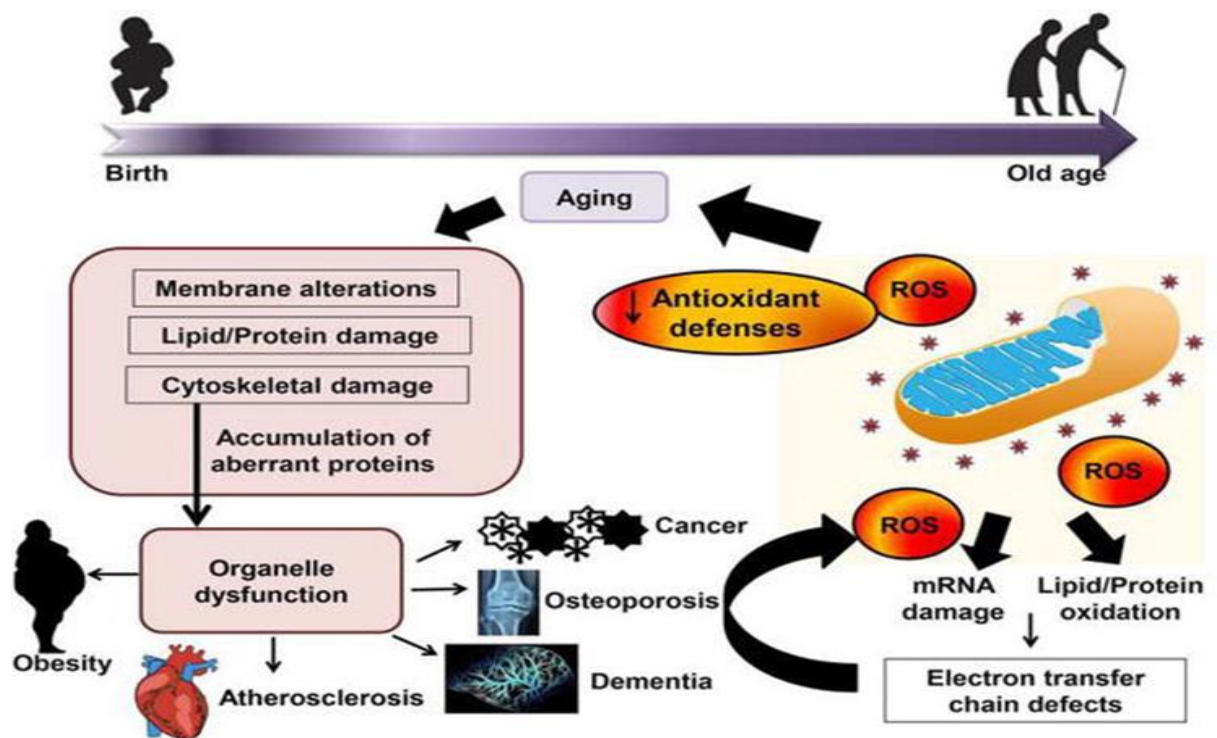 Birth
Old age
Aging
Membrane alterations
Lipid/Protein damage
Cytoskeletal damage
Accumulation of
aberrant proteins
Antioxidant
defenses
ROS
ROS
ROS
mRNA
damage
Lipid/Protein
oxidation
Electron transfer
chain defects
Organelle
dysfunction
Cancer
Osteoporosis
Dementia
Atherosclerosis
Obesity